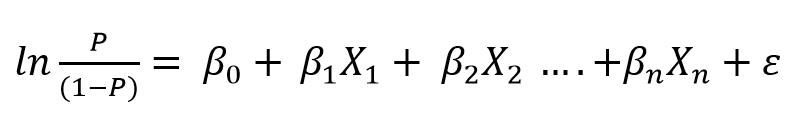 ln P/(1−P) = β₀ + β₁X₁ + β₂X₂ …. +βₙXₙ + ε